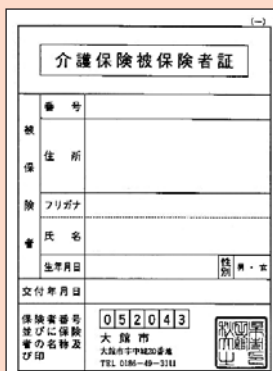 (一)
介護保険被保険者証
被保険者
番号
住所
フリガナ
氏名
生年月日
性別
男・女
交付年月日
保険者番号
並びに保険
者の名称及
び印
052043
大館市
大館市字中城20番地
TEL 0186-49-3111